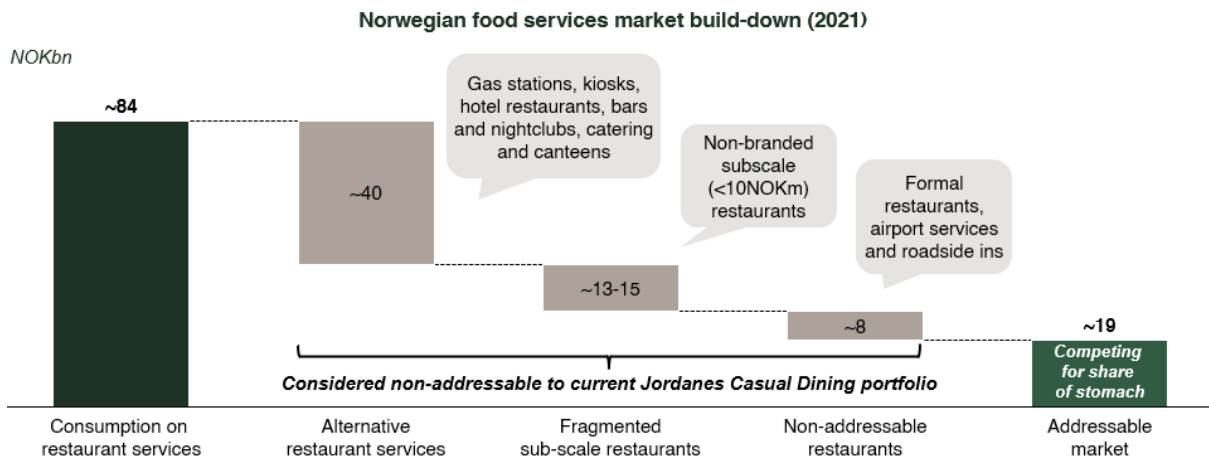 Norwegian food services market build-down (2021)
NOKbn
~84
~40
Gas stations, kiosks,
hotel restaurants, bars
and nightclubs, catering
and canteens
~13-15
Non-branded
subscale
(<10NOKm)
restaurants
~8
Formal
restaurants,
airport services
and roadside ins
~19
Competing
for share
of stomach
Considered non-addressable to current Jordanes Casual Dining portfolio
Consumption on
restaurant services
Alternative
restaurant services
Fragmented
sub-scale restaurants
Non-addressable
restaurants
Addressable
market